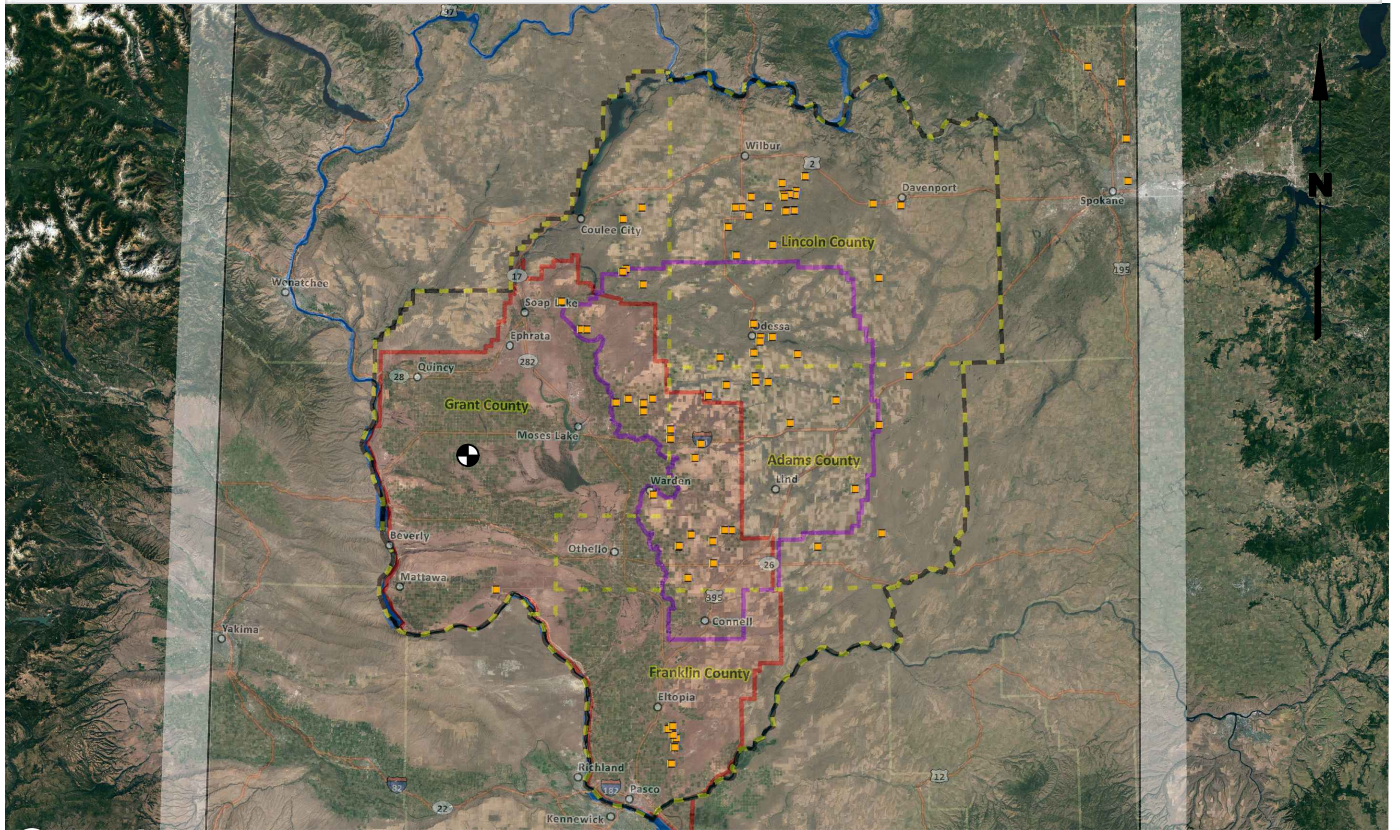 97
Wilbur
2
Davenport
Spokane
N
Coulee City
Lincoln County
17
195
Wenatchee
Soap Lake
Odessa
Ephrata
282
28
Quincy
Grant County
Moses Lake
Adams County
Warden
Lind
Beverly
Othello
26
Mattawa
395
Connell
Yakima
Franklin County
Eltopia
Richland
12
82
182
Pasco
22
Kennewick